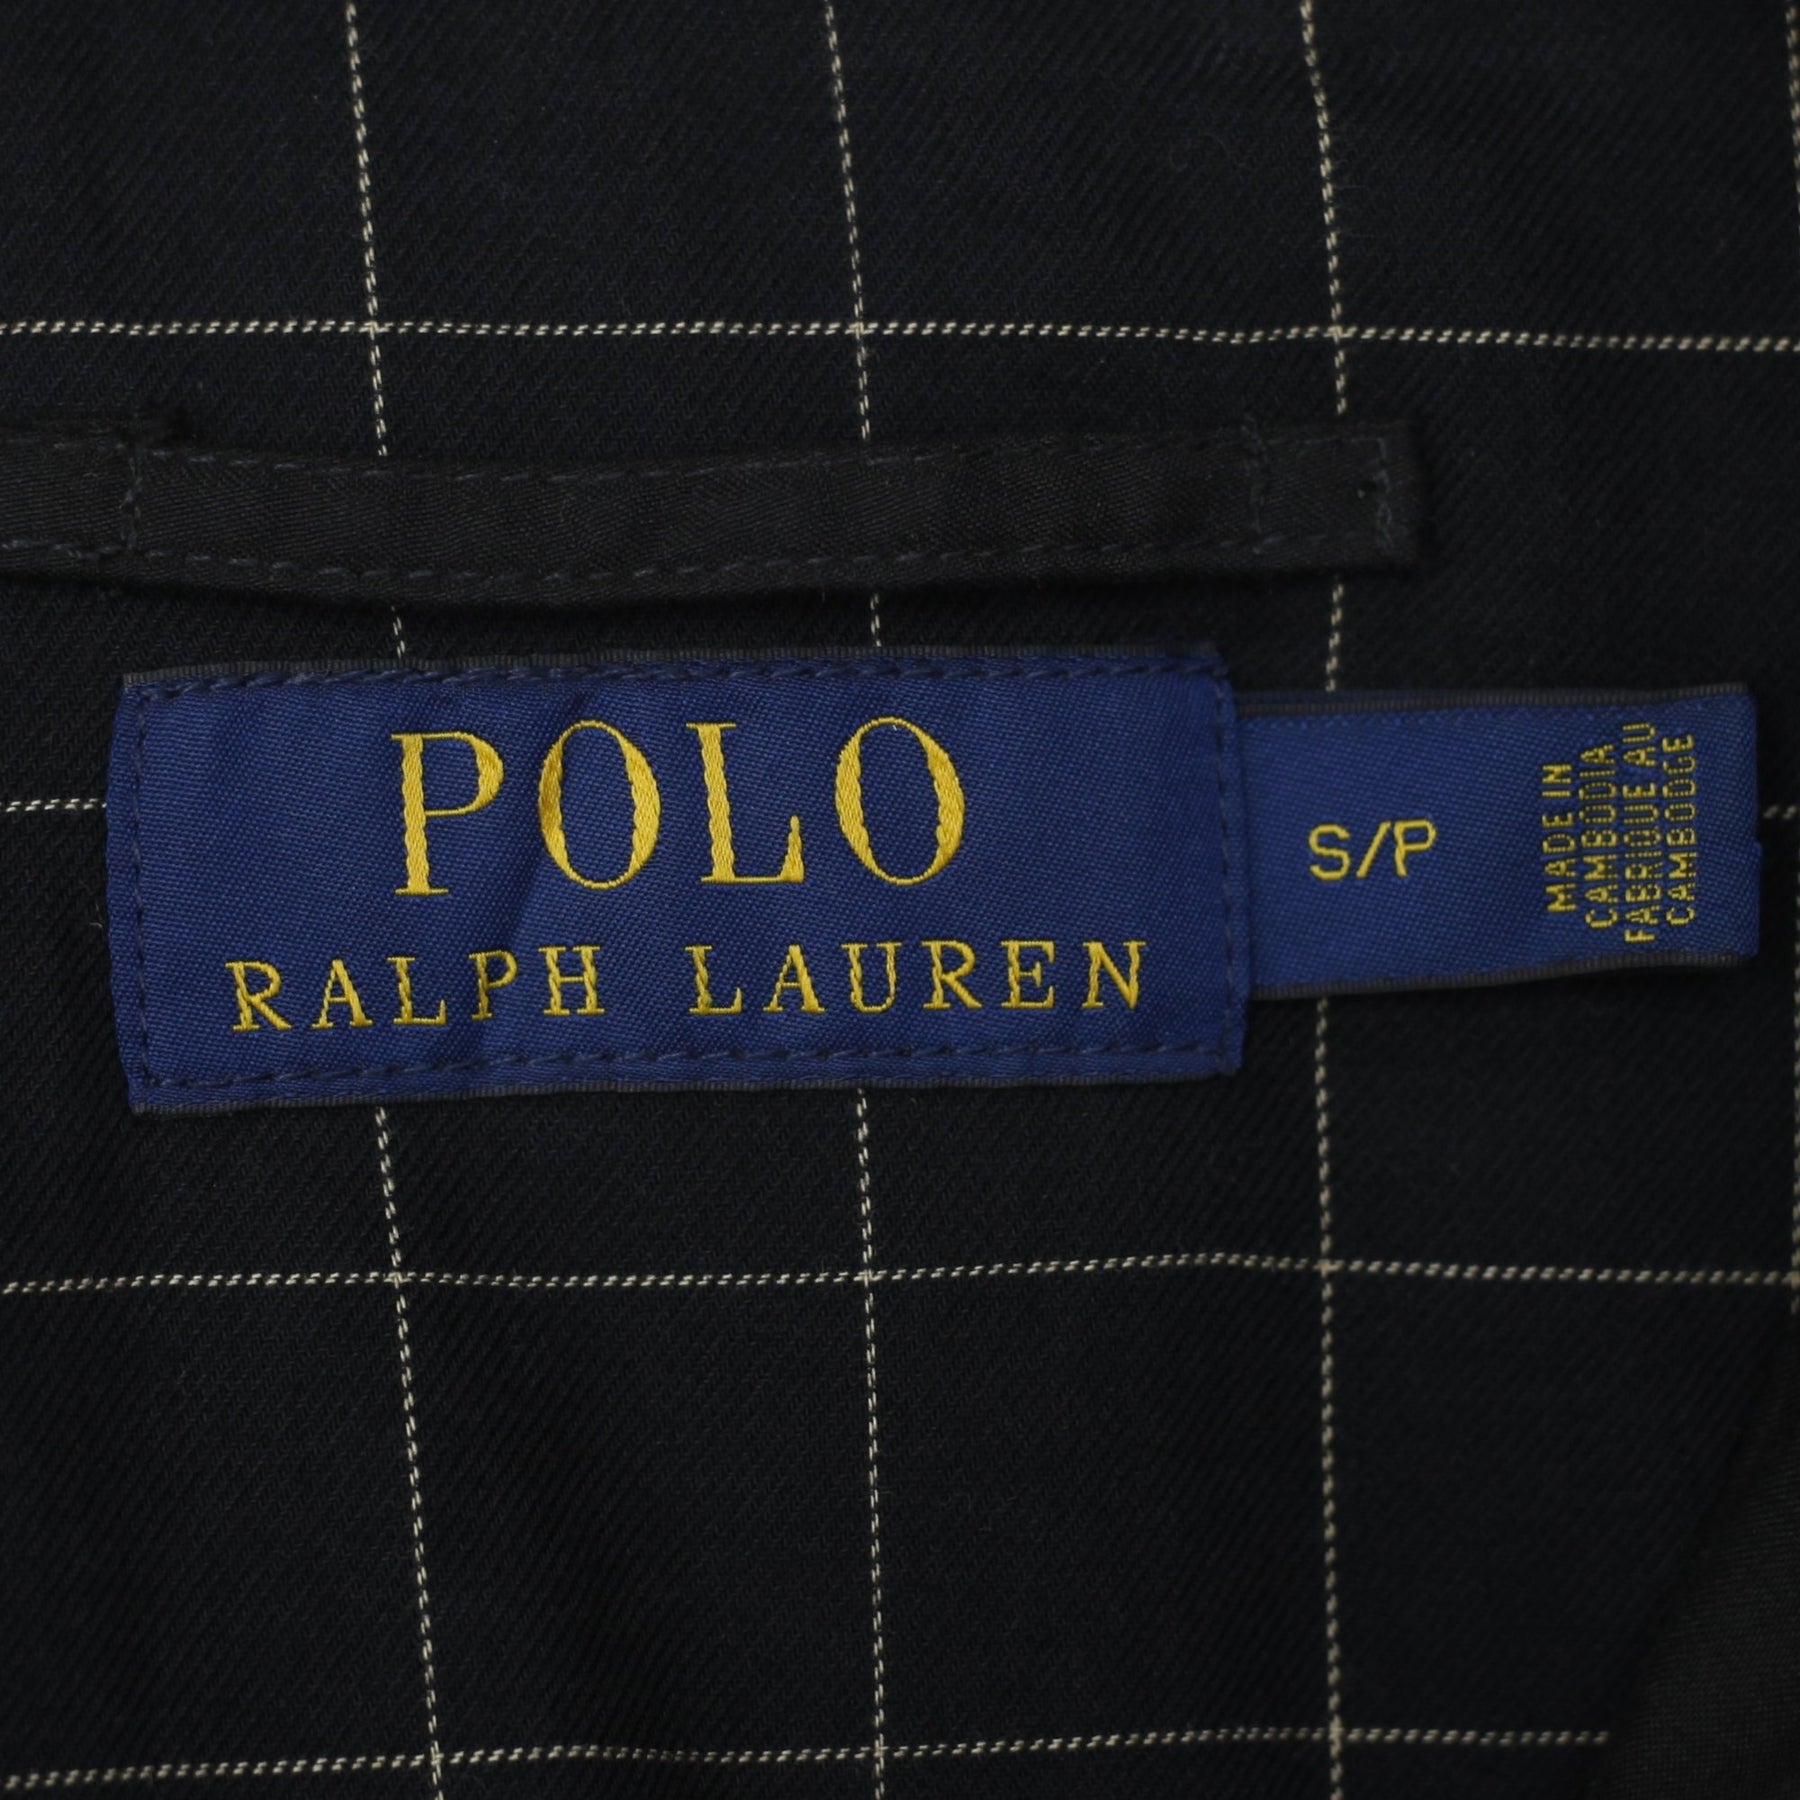 POLO
RALPH LAUREN
S/P
MADE IN
CAMBODIA
FABRIQUE AU
CAMBODGE